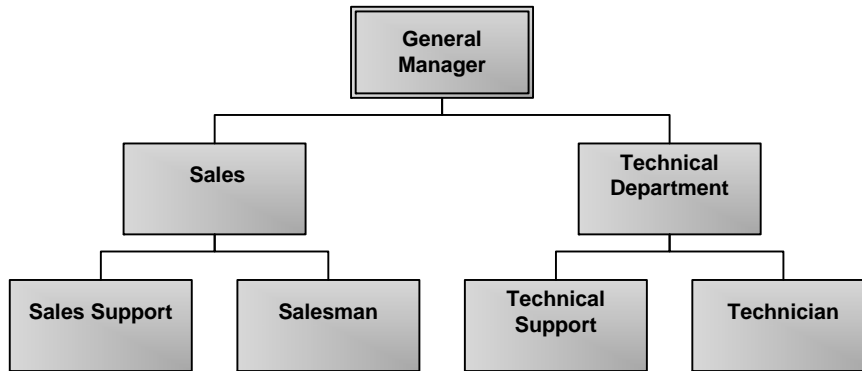 General
Manager
Sales
Technical
Department
Sales Support
Salesman
Technical
Support
Technician